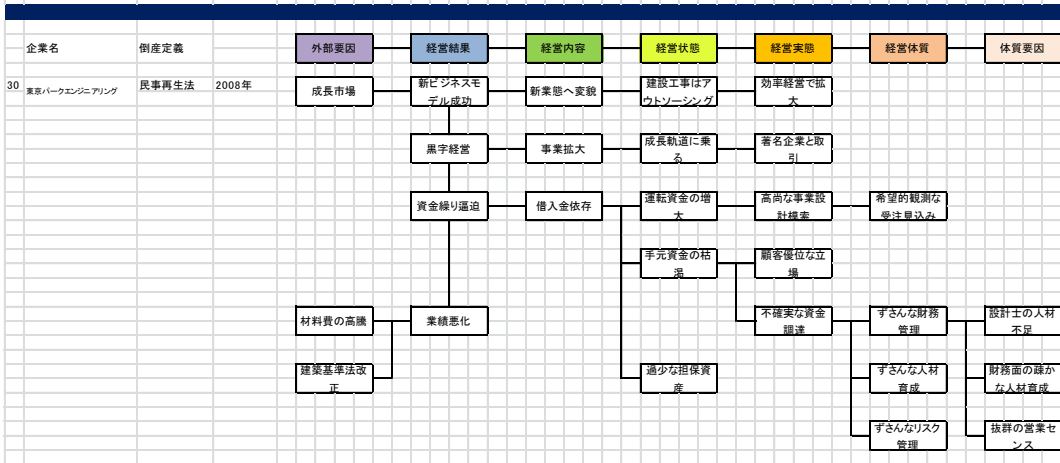 企業名 倒産定義 外部要因 経営結果 経営内容 経営状態 経営実態 経営体質 体質要因
30 東京パークエンジニアリング 民事再生法 2008年
成長市場
新ビジネスモ
デル成功
新業態へ変貌
建設工事はア
ウトソーシング
効率経営で拡
大
黒字経営
事業拡大
成長軌道に乗
る
著名企業と取
引
資金繰り逼迫
借入金依存
運転資金の増
大
高尚な事業設
計模索
希望的観測な
受注見込み
手元資金の枯
渇
顧客優位な立
場
材料費の高騰
業績悪化
不確実な資金
調達
ずさんな財務
管理
設計士の人材
不足
建築基準法改
正
過少な担保資
産
ずさんな人材
育成
財務面の疎か
な人材育成
ずさんなリスク
管理
抜群の営業セ
ンス